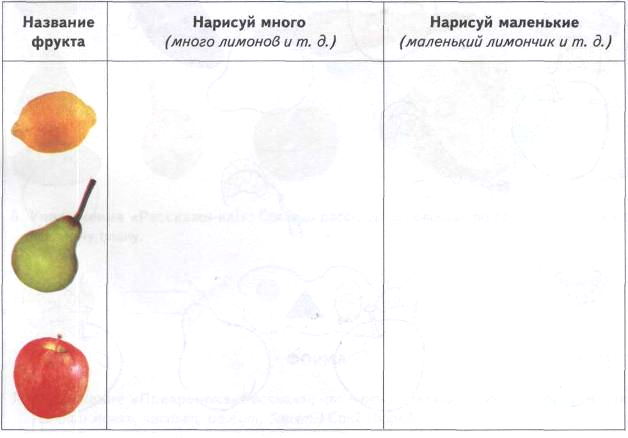 Название
фрукта
Нарисуй много
(много лимонов и т. д.)
Нарисуй маленькие
(маленький лимончик и т. д.)